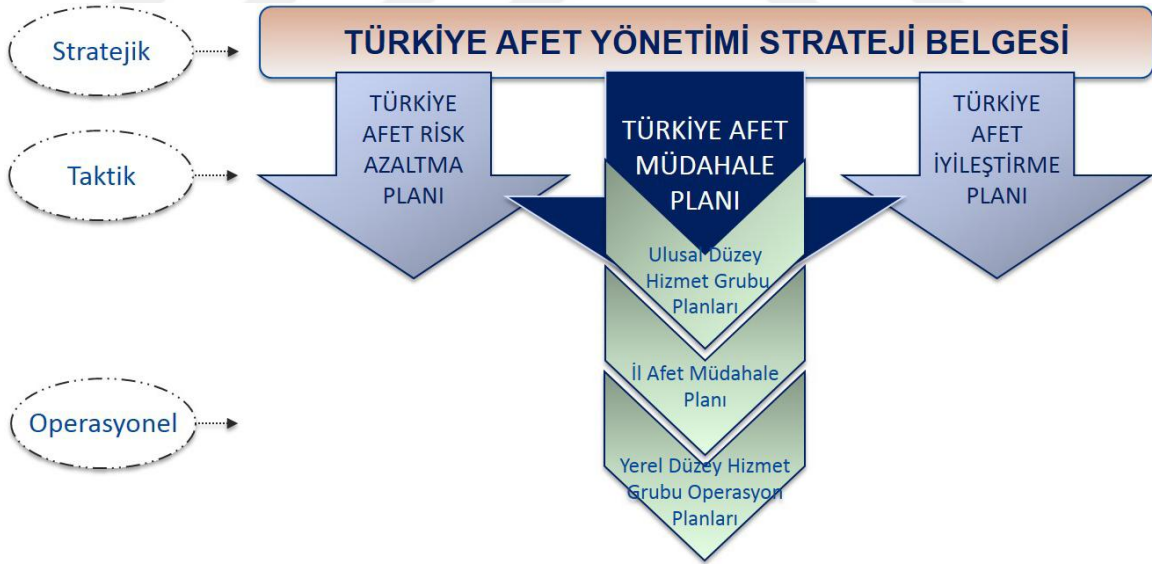 Stratejik
TÜRKİYE AFET YÖNETİMİ STRATEJİ BELGESİ
Taktik
TÜRKİYE
AFET RİSK
AZALTMA
PLANI
TÜRKİYE AFET
MÜDAHALE
PLANI
TÜRKİYE
AFET
İYİLEŞTİRME
PLANI
Ulusal Düzey
Hizmet Grubu
Planları
Operasyonel
İl Afet Müdahale
Planı
Yerel Düzey Hizmet
Grubu Operasyon
Planları